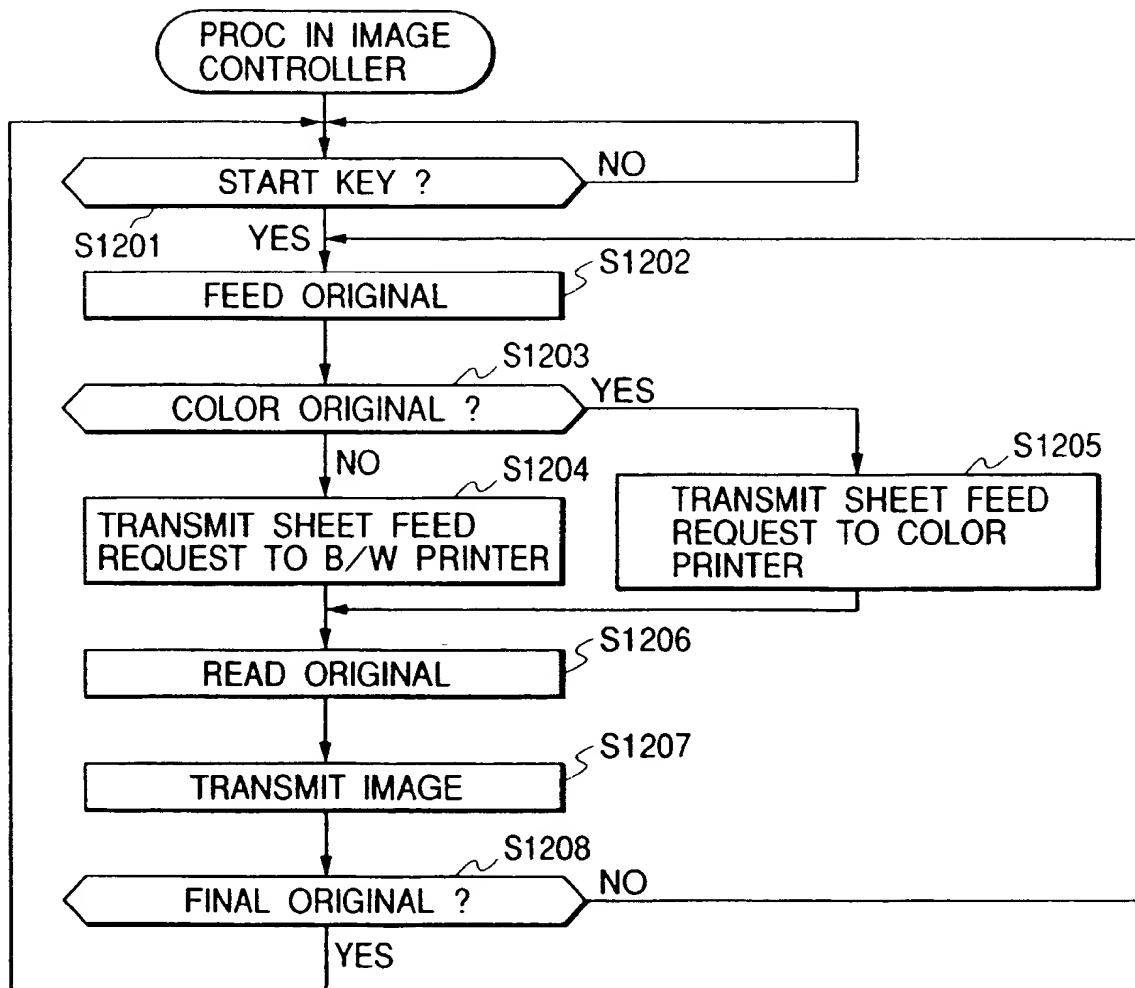 PROC IN IMAGE
CONTROLLER
START KEY ?
NO
S1201
YES
S1202
FEED ORIGINAL
S1203
COLOR ORIGINAL ?
YES
NO
S1204
S1205
TRANSMIT SHEET FEED
REQUEST TO B/W PRINTER
TRANSMIT SHEET FEED
REQUEST TO COLOR
PRINTER
S1206
READ ORIGINAL
S1207
TRANSMIT IMAGE
S1208
FINAL ORIGINAL ?
NO
YES